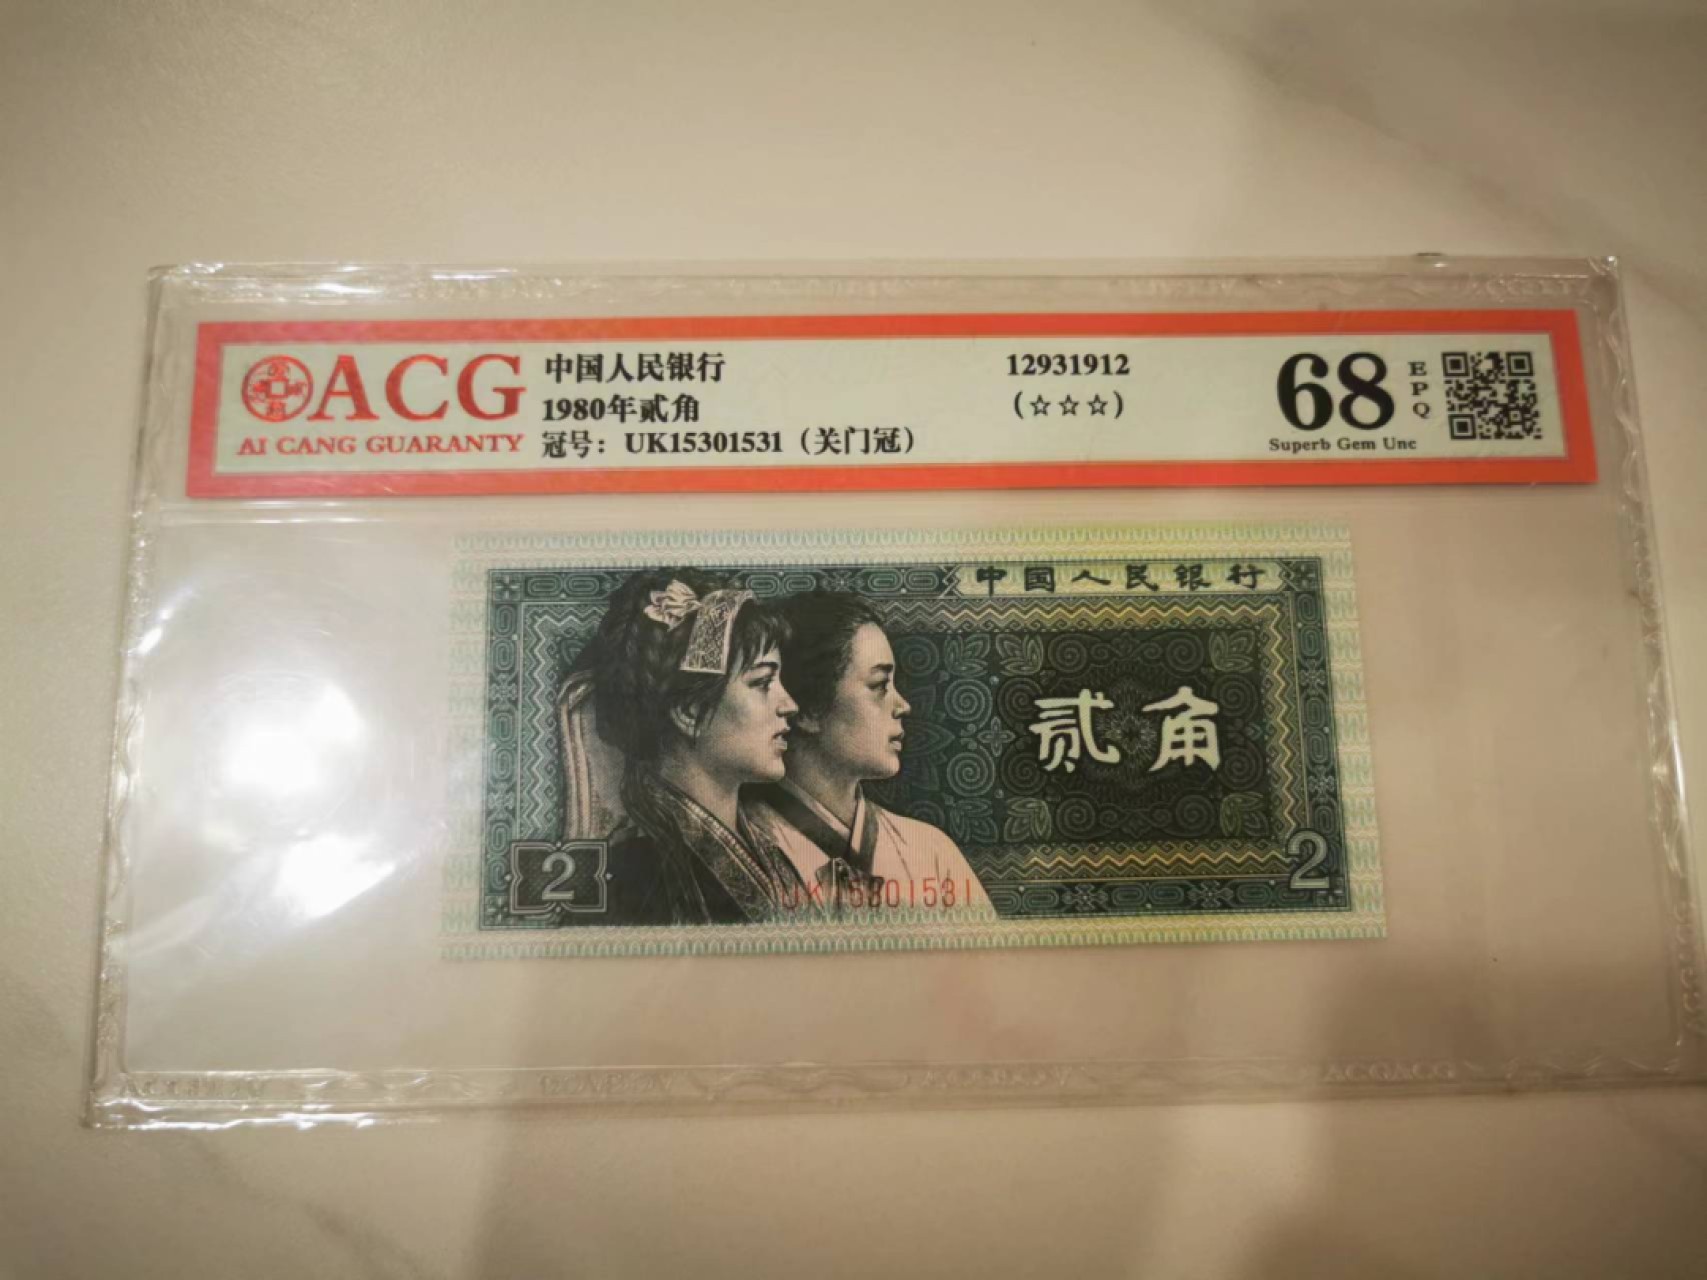 ACG
AI CANG GUARANTY
中国人民银行
1980年贰角
冠号：UK15301531（关门冠）
12931912
(☆☆☆)
68
EPQ
Superb Gem Unc
中国人民银行
贰角
2
2
UK15301531
ACGACG